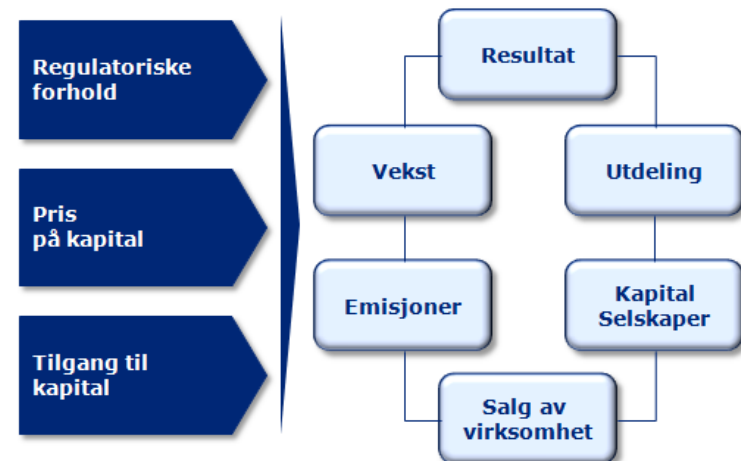 Regulatoriske
forhold
Pris
på kapital
Tilgang til
kapital
Resultat
Vekst
Utdeling
Emisjoner
Kapital
Selskaper
Salg av
virksomhet